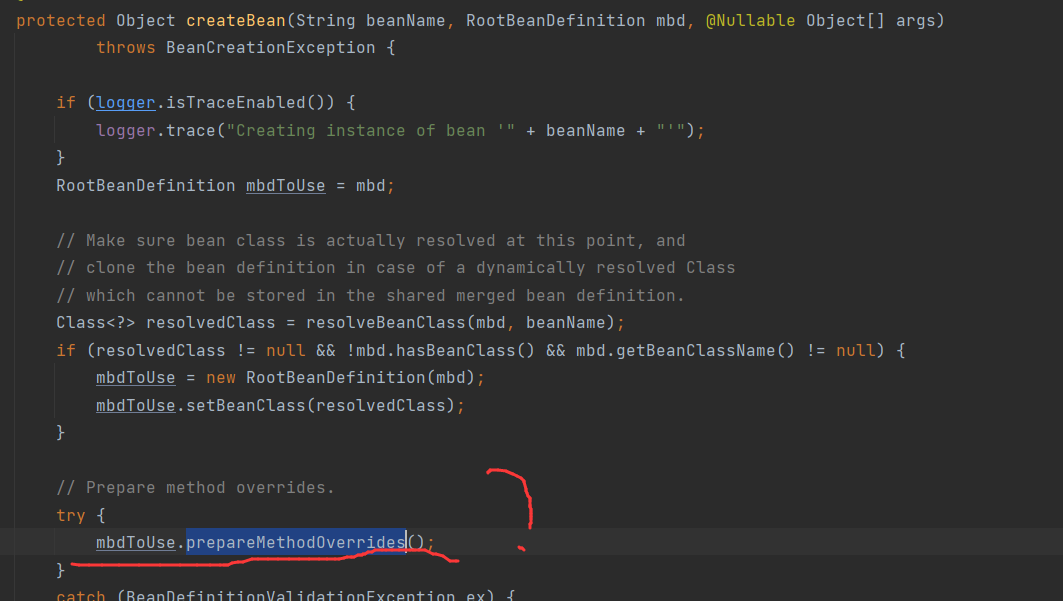 protected Object createBean(String beanName, RootBeanDefinition mbd, @Nullable Object[] args)
throws BeanCreationException {
if (logger.isTraceEnabled()) {
logger.trace("Creating instance of bean '" + beanName + "'");
}
RootBeanDefinition mbdToUse = mbd;
// Make sure bean class is actually resolved at this point, and
// clone the bean definition in case of a dynamically resolved Class
// which cannot be stored in the shared merged bean definition.
Class<?> resolvedClass = resolveBeanClass(mbd, beanName);
if (resolvedClass != null && !mbd.hasBeanClass() && mbd.getBeanClassName() != null) {
mbdToUse = new RootBeanDefinition(mbd);
mbdToUse.setBeanClass(resolvedClass);
}
// Prepare method overrides.
try {
mbdToUse.prepareMethodOverrides();
}
catch (BeanDefinitionValidationException ex) {